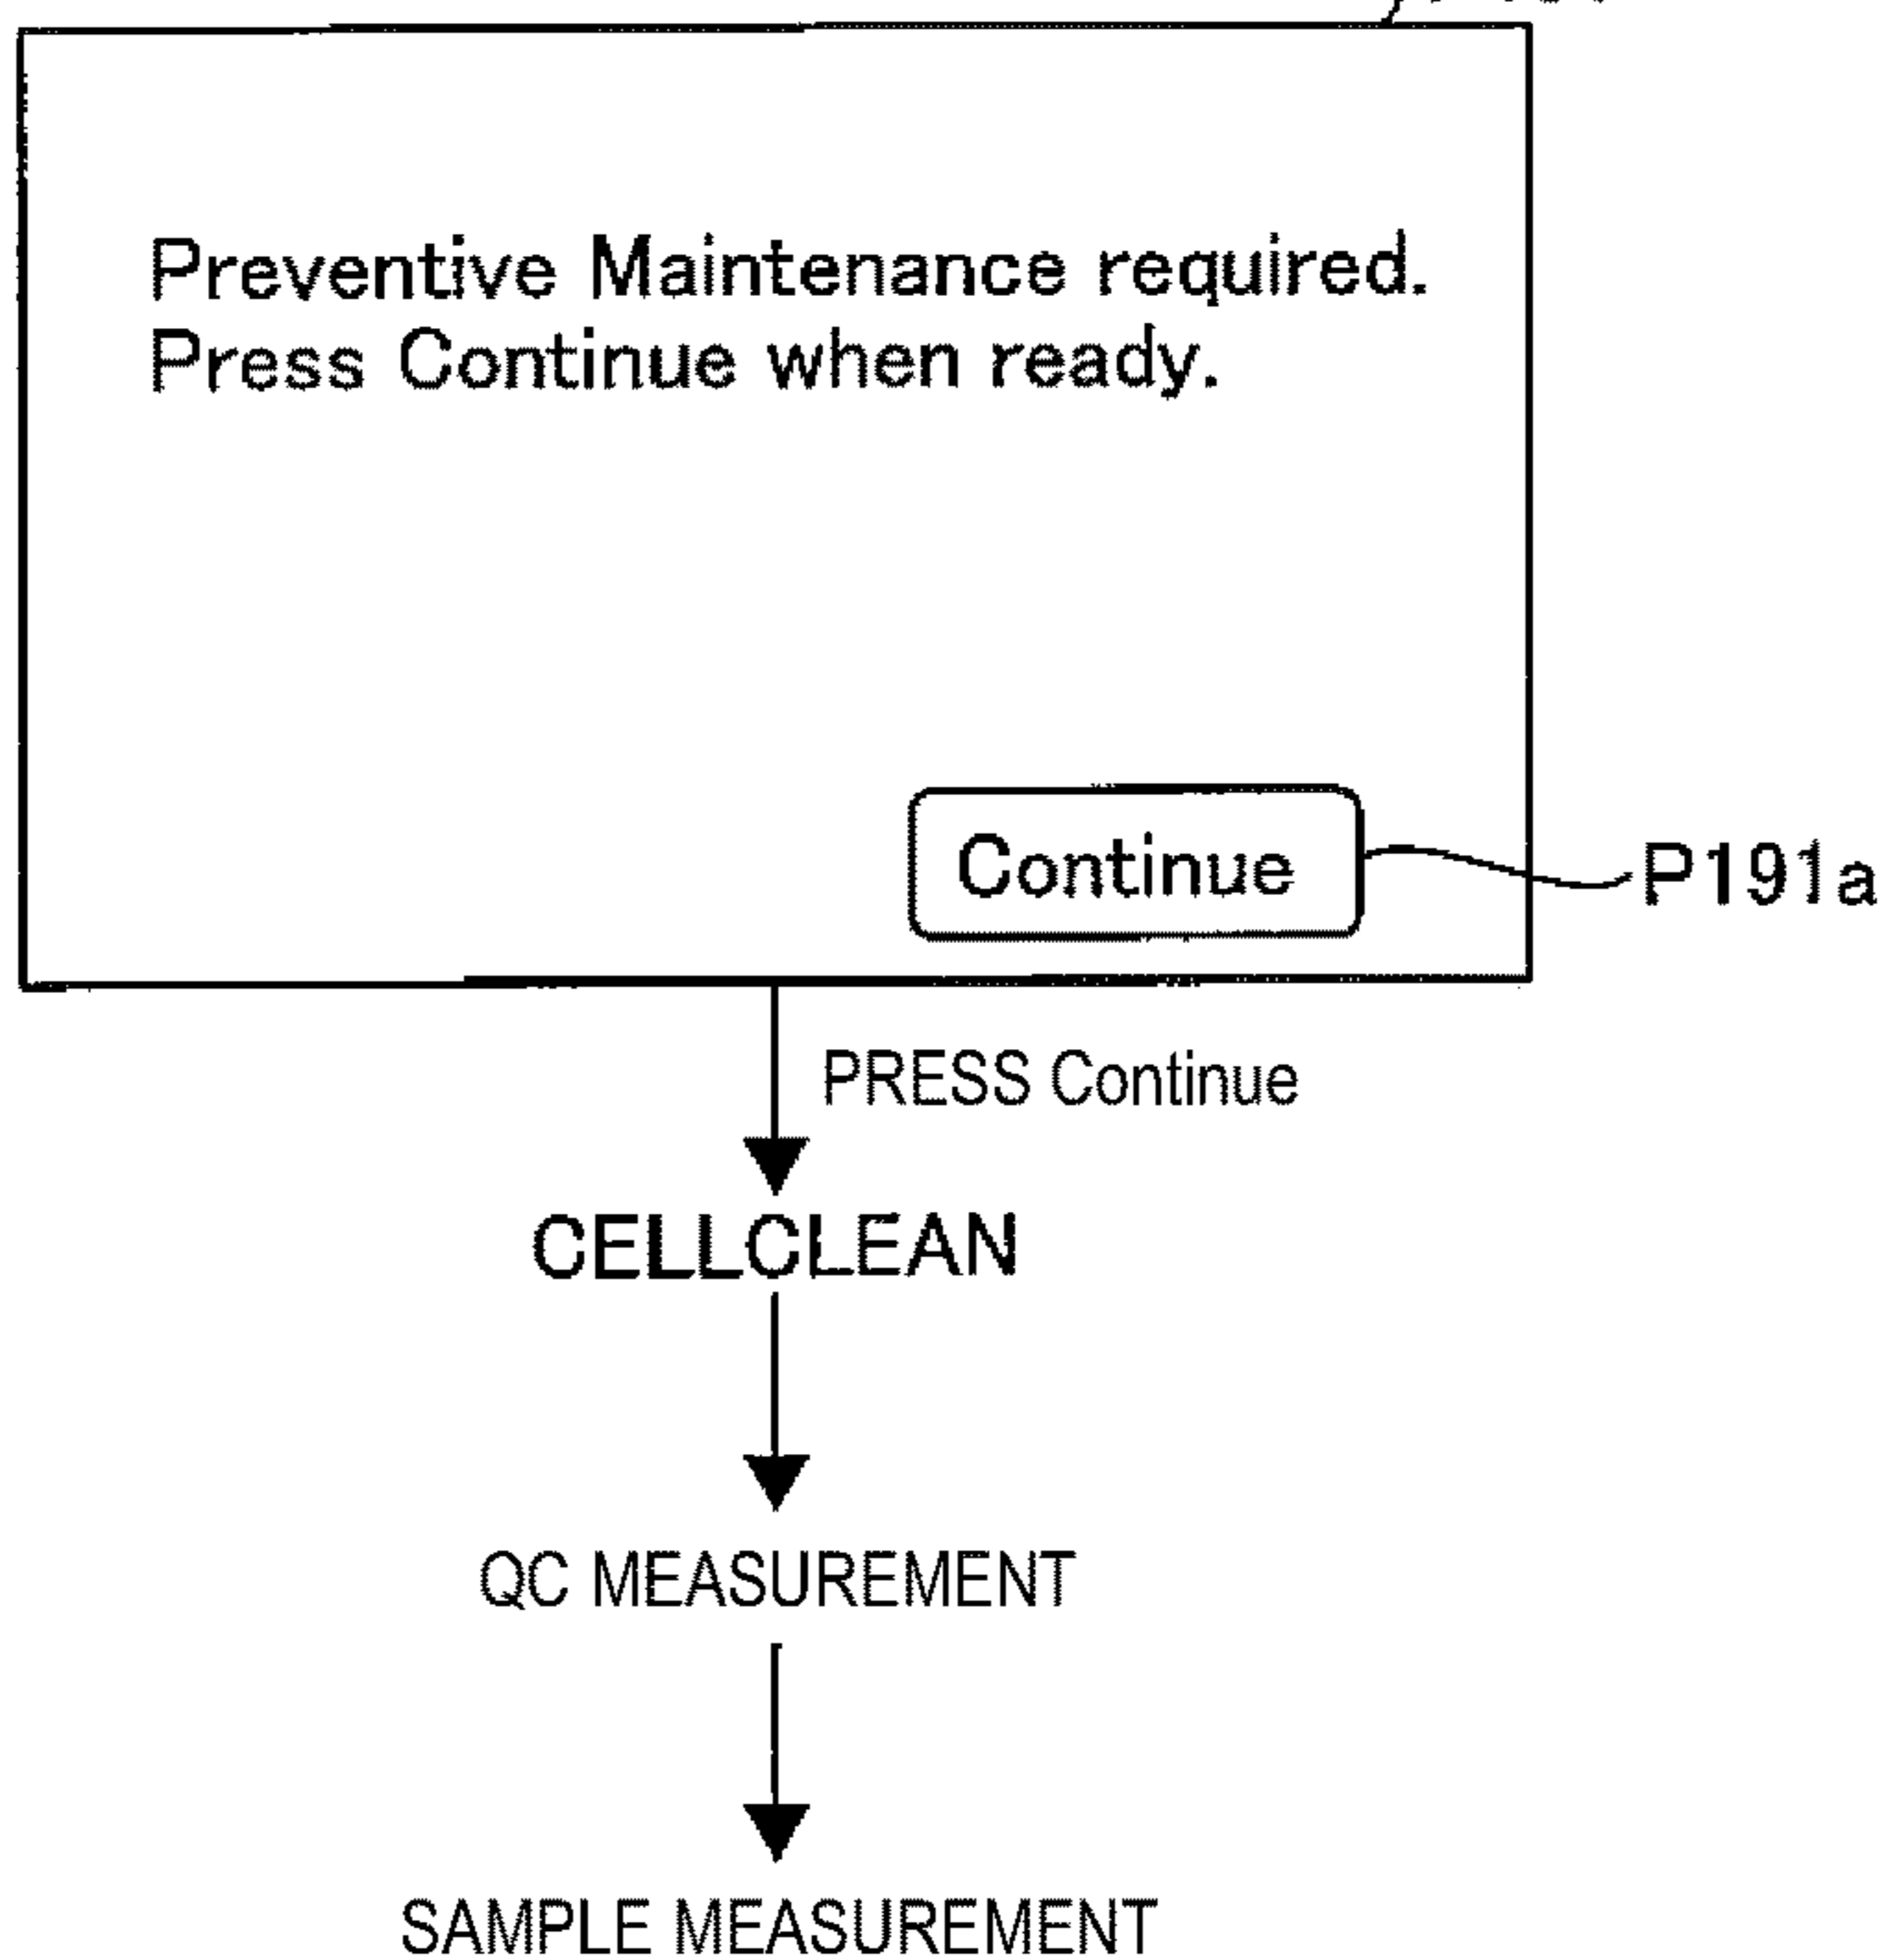 Preventive Maintenance required.
Press Continue when ready.
Continue
P191a
PRESS Continue
CELLCLEAN
QC MEASUREMENT
SAMPLE MEASUREMENT